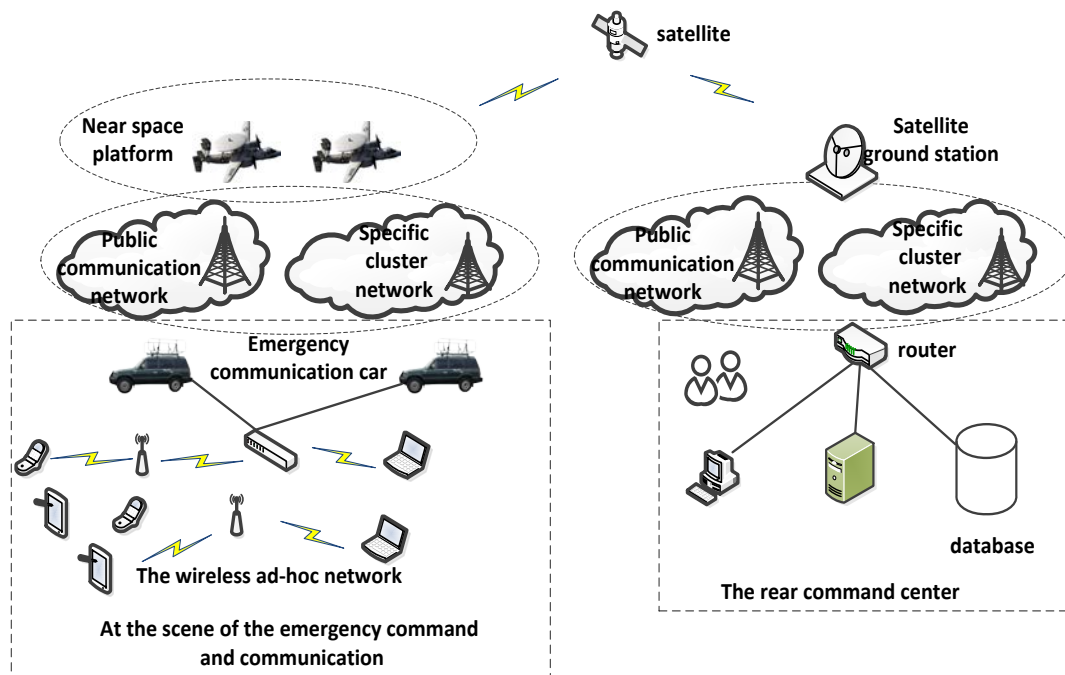 satellite
Near space
platform
Satellite
ground station
Public
communication
network
Specific
cluster
network
Public
communication
network
Specific
cluster
network
Emergency
communication car
router
The wireless ad-hoc network
database
The rear command center
At the scene of the emergency command
and communication